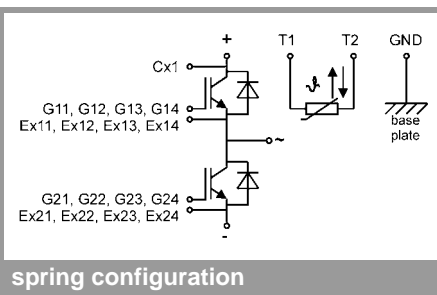 + T1 T2 GND
Cx1
ϑ
G11, G12, G13, G14
Ex11, Ex12, Ex13, Ex14
base
plate
~
G21, G22, G23, G24
Ex21, Ex22, Ex23, Ex24
-
spring configuration